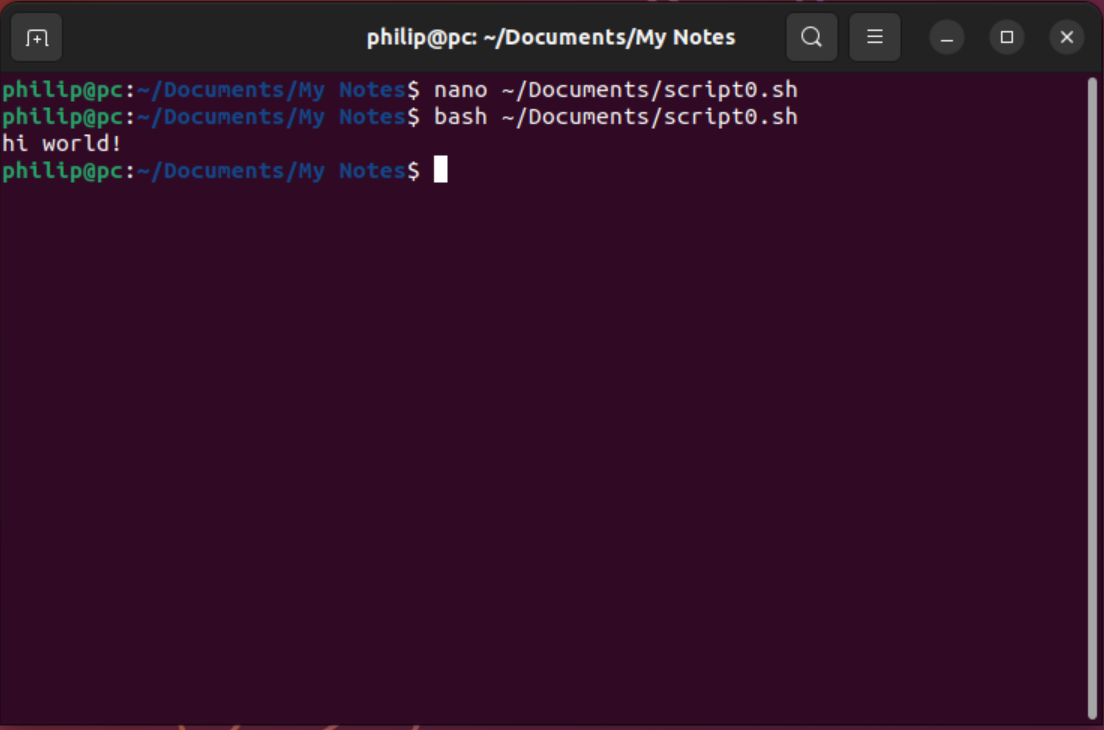 philip@pc: ~/Documents/My Notes
philip@pc:~/Documents/My Notes$ nano ~/Documents/script0.sh
philip@pc:~/Documents/My Notes$ bash ~/Documents/script0.sh
hi world!
philip@pc:~/Documents/My Notes$